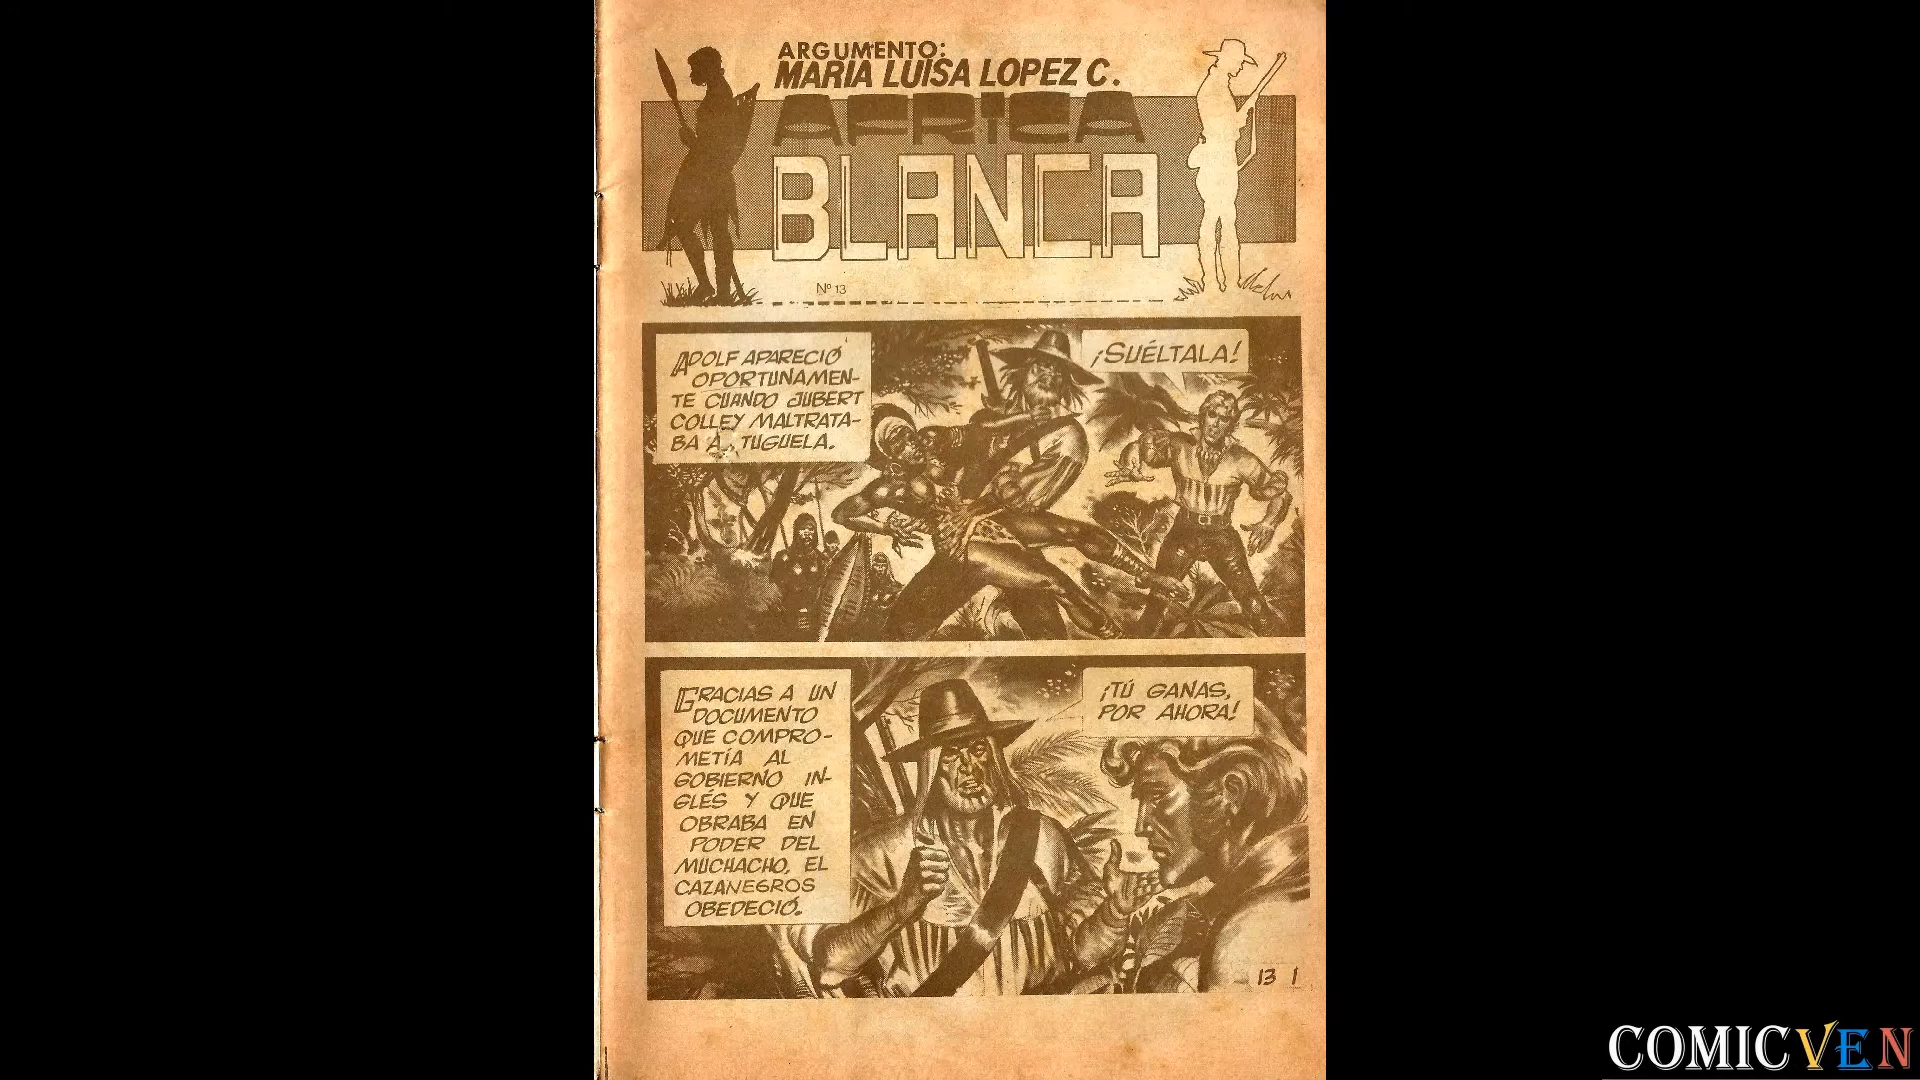 ARGUMENTO:
MARIA LUISA LOPEZ C.
AFRICA
BLANCA
Nº 13
ADOLF APARECIÓ
OPORTUNAMEN-
TE CUANDO JUBERT
COLLEY MALTRATA-
BA A TUGUELA.
¡SUÉLTALA!
GRACIAS A UN
DOCUMENTO
QUE COMPRO-
METÍA AL
GOBIERNO IN-
GLÉS Y QUE
OBRABA EN
PODER DEL
MUCHACHO, EL
CAZANEGROS
OBEDECIÓ.
¡TÚ GANAS,
POR AHORA!
13 1
COMICVEN